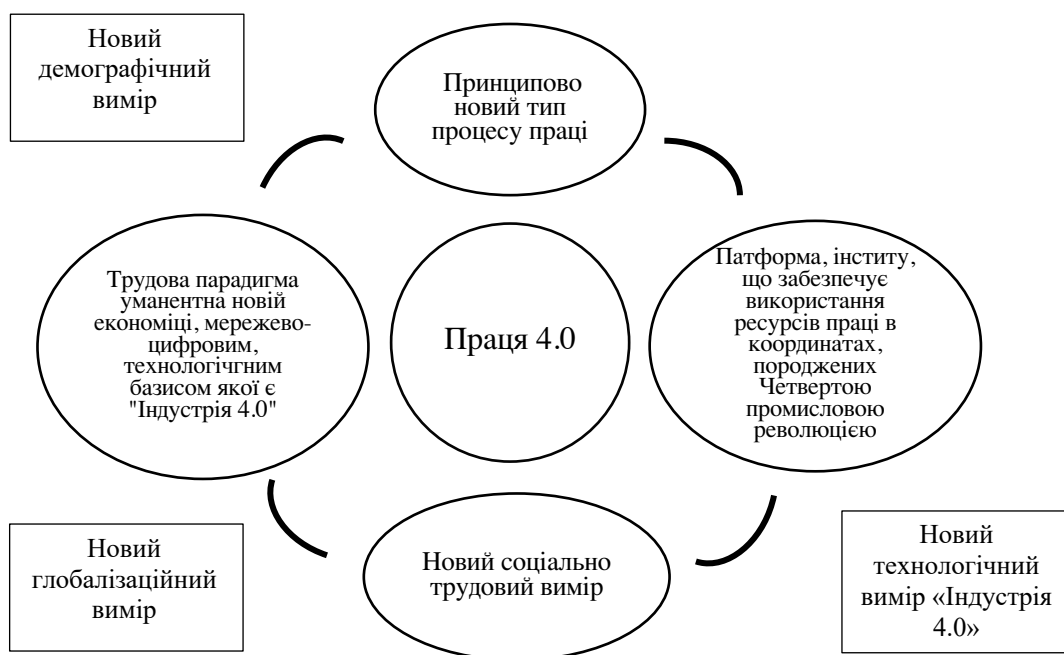 Новий
демографічний
вимір
Принципово
новий тип
процесу праці
Трудова парадигма
уманентна новій
економіці, мережево-
цифровим,
технологічгним
базисом якої є
"Індустрія 4.0"
Праця 4.0
Патформа, інститу,
що забезпечує
використання
ресурсів праці в
координатах,
породжених
Четвертою
промисловою
революцією
Новий
глобалізаційний
вимір
Новий соціально
трудовий вимір
Новий
технологічний
вимір «Індустрія
4.0»